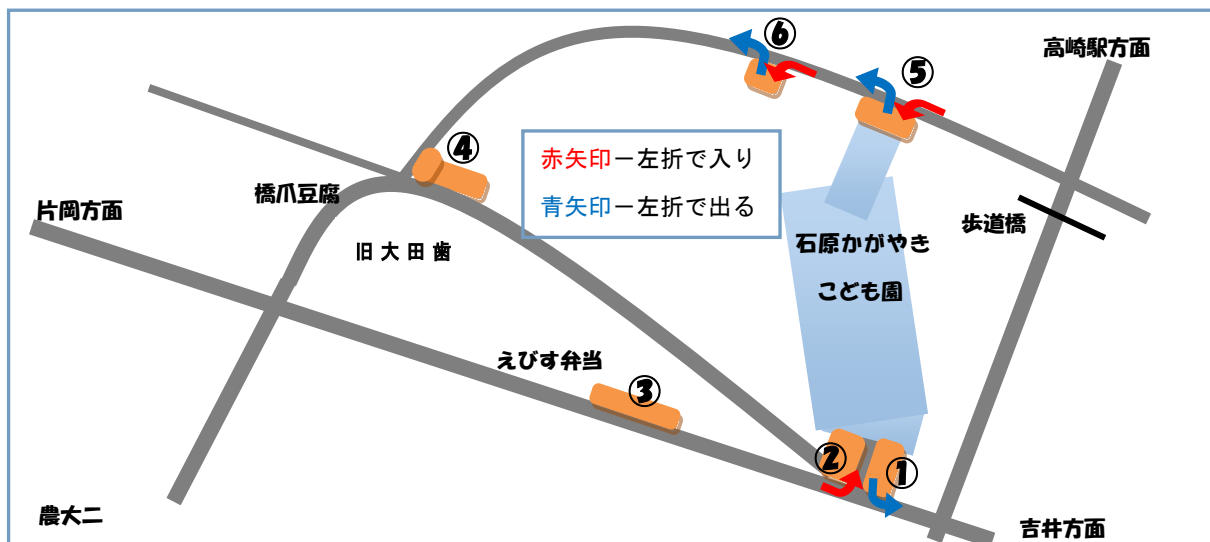 ⑥
高崎駅方面
⑤
赤矢印－左折で入り
青矢印－左折で出る
④
橋爪豆腐
片岡方面
歩道橋
旧大田歯
石原かがやき
こども園
えびす弁当
③
②
①
農大二
吉井方面